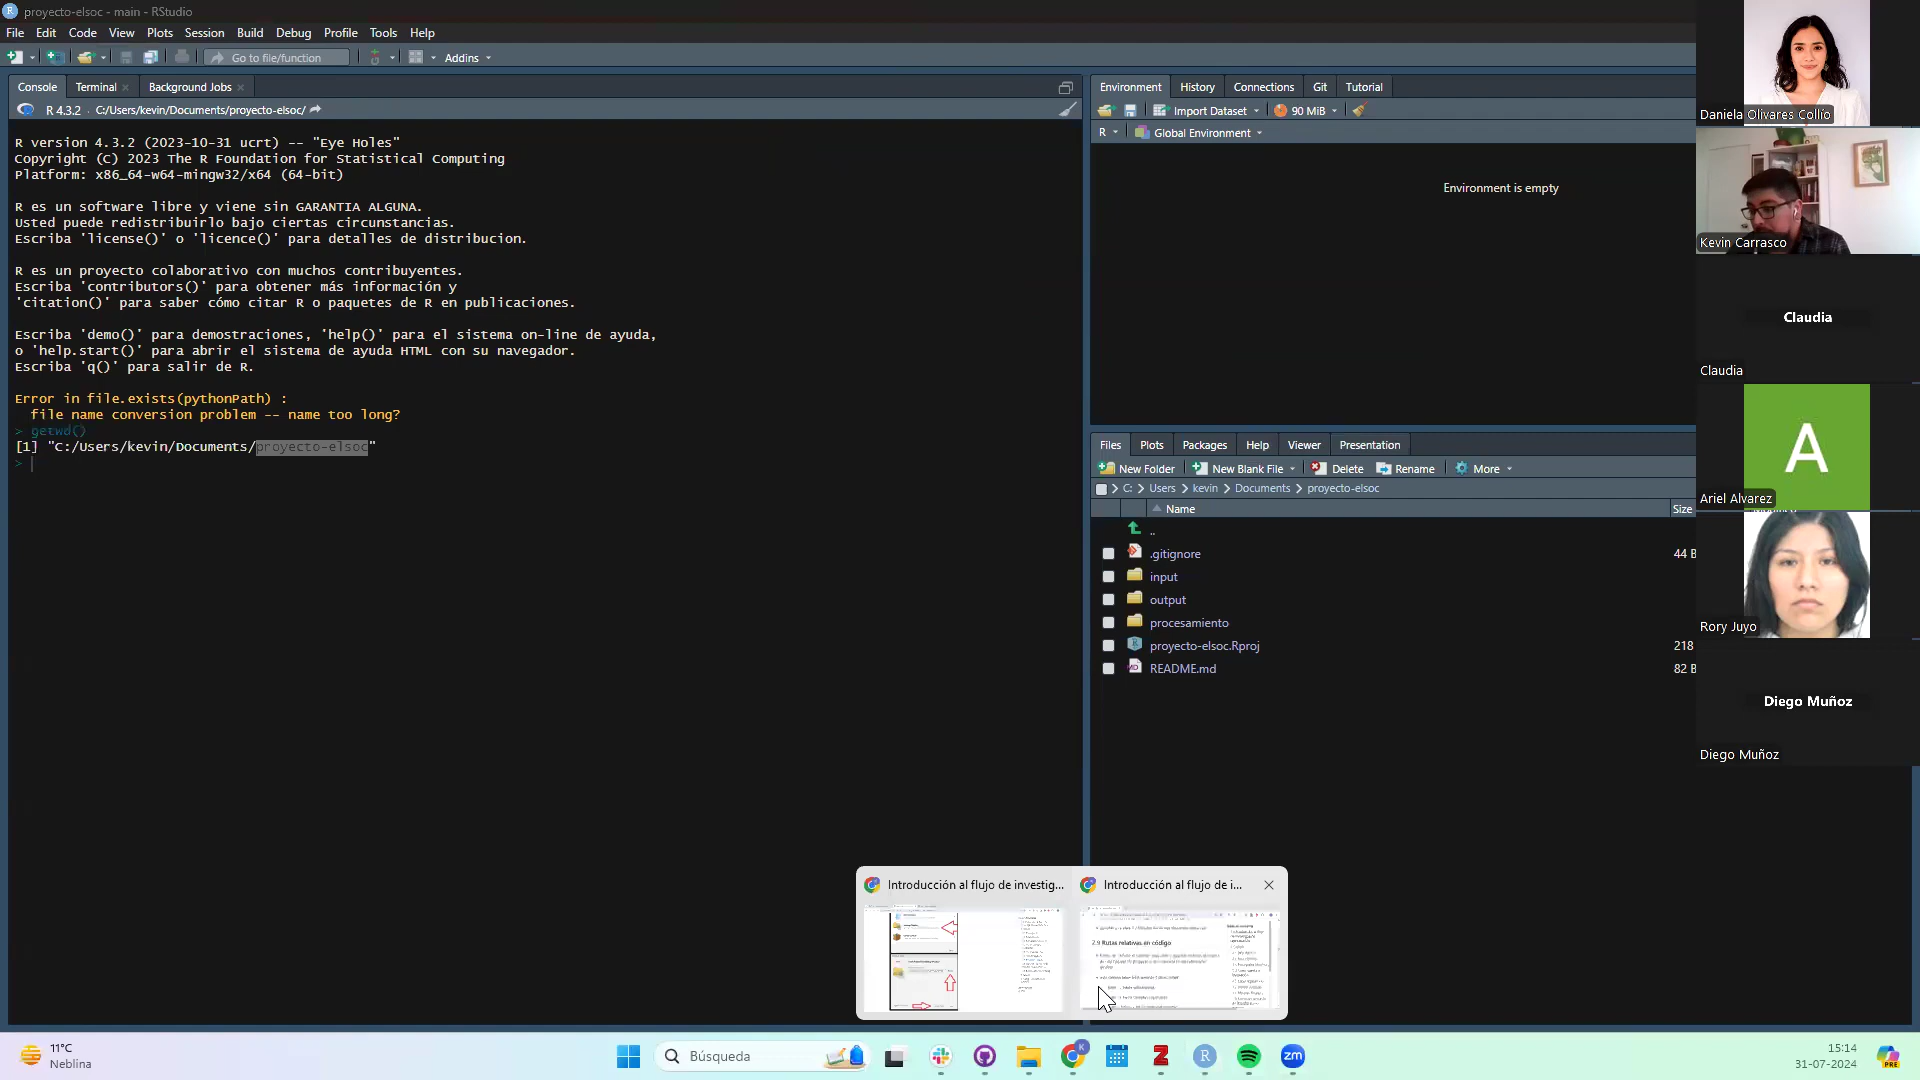 proyecto-elsoc - main - RStudio
File Edit Code View Plots Session Build Debug Profile Tools Help
Go to file/function
Addins
Console Terminal Background Jobs
R 4.3.2 · C:/Users/kevin/Documents/proyecto-elsoc/
R version 4.3.2 (2023-10-31 ucrt) -- "Eye Holes"
Copyright (C) 2023 The R Foundation for Statistical Computing
Platform: x86_64-w64-mingw32/x64 (64-bit)
R es un software libre y viene sin GARANTIA ALGUNA.
Usted puede redistribuirlo bajo ciertas circunstancias.
Escriba 'license()' o 'licence()' para detalles de distribucion.
R es un proyecto colaborativo con muchos contribuyentes.
Escriba 'contributors()' para obtener más información y
'citation()' para saber cómo citar R o paquetes de R en publicaciones.
Escriba 'demo()' para demostraciones, 'help()' para el sistema on-line de ayuda,
o 'help.start()' para abrir el sistema de ayuda HTML con su navegador.
Escriba 'q()' para salir de R.
Error in file.exists(pythonPath) :
file name conversion problem -- name too long?
> getwd()
[1] "C:/Users/kevin/Documents/proyecto-elsoc"
>
Environment History Connections Git Tutorial
Import Dataset 90 MiB
R Global Environment
Environment is empty
Files Plots Packages Help Viewer Presentation
New Folder New Blank File Delete Rename More
C: > Users > kevin > Documents > proyecto-elsoc
Name Size
..
.gitignore 44 B
input
output
procesamiento
proyecto-elsoc.Rproj 218
README.md 82 B
Daniela Olivares Collío
Kevin Carrasco
Claudia
Claudia
A
Ariel Alvarez
Rory Juyo
Diego Muñoz
Diego Muñoz
Introducción al flujo de investig...
Introducción al flujo de i...
2.9 Rutas relativas en código
11°C
Neblina
Búsqueda
K
Z
R
zm
15:14
31-07-2024
PRE